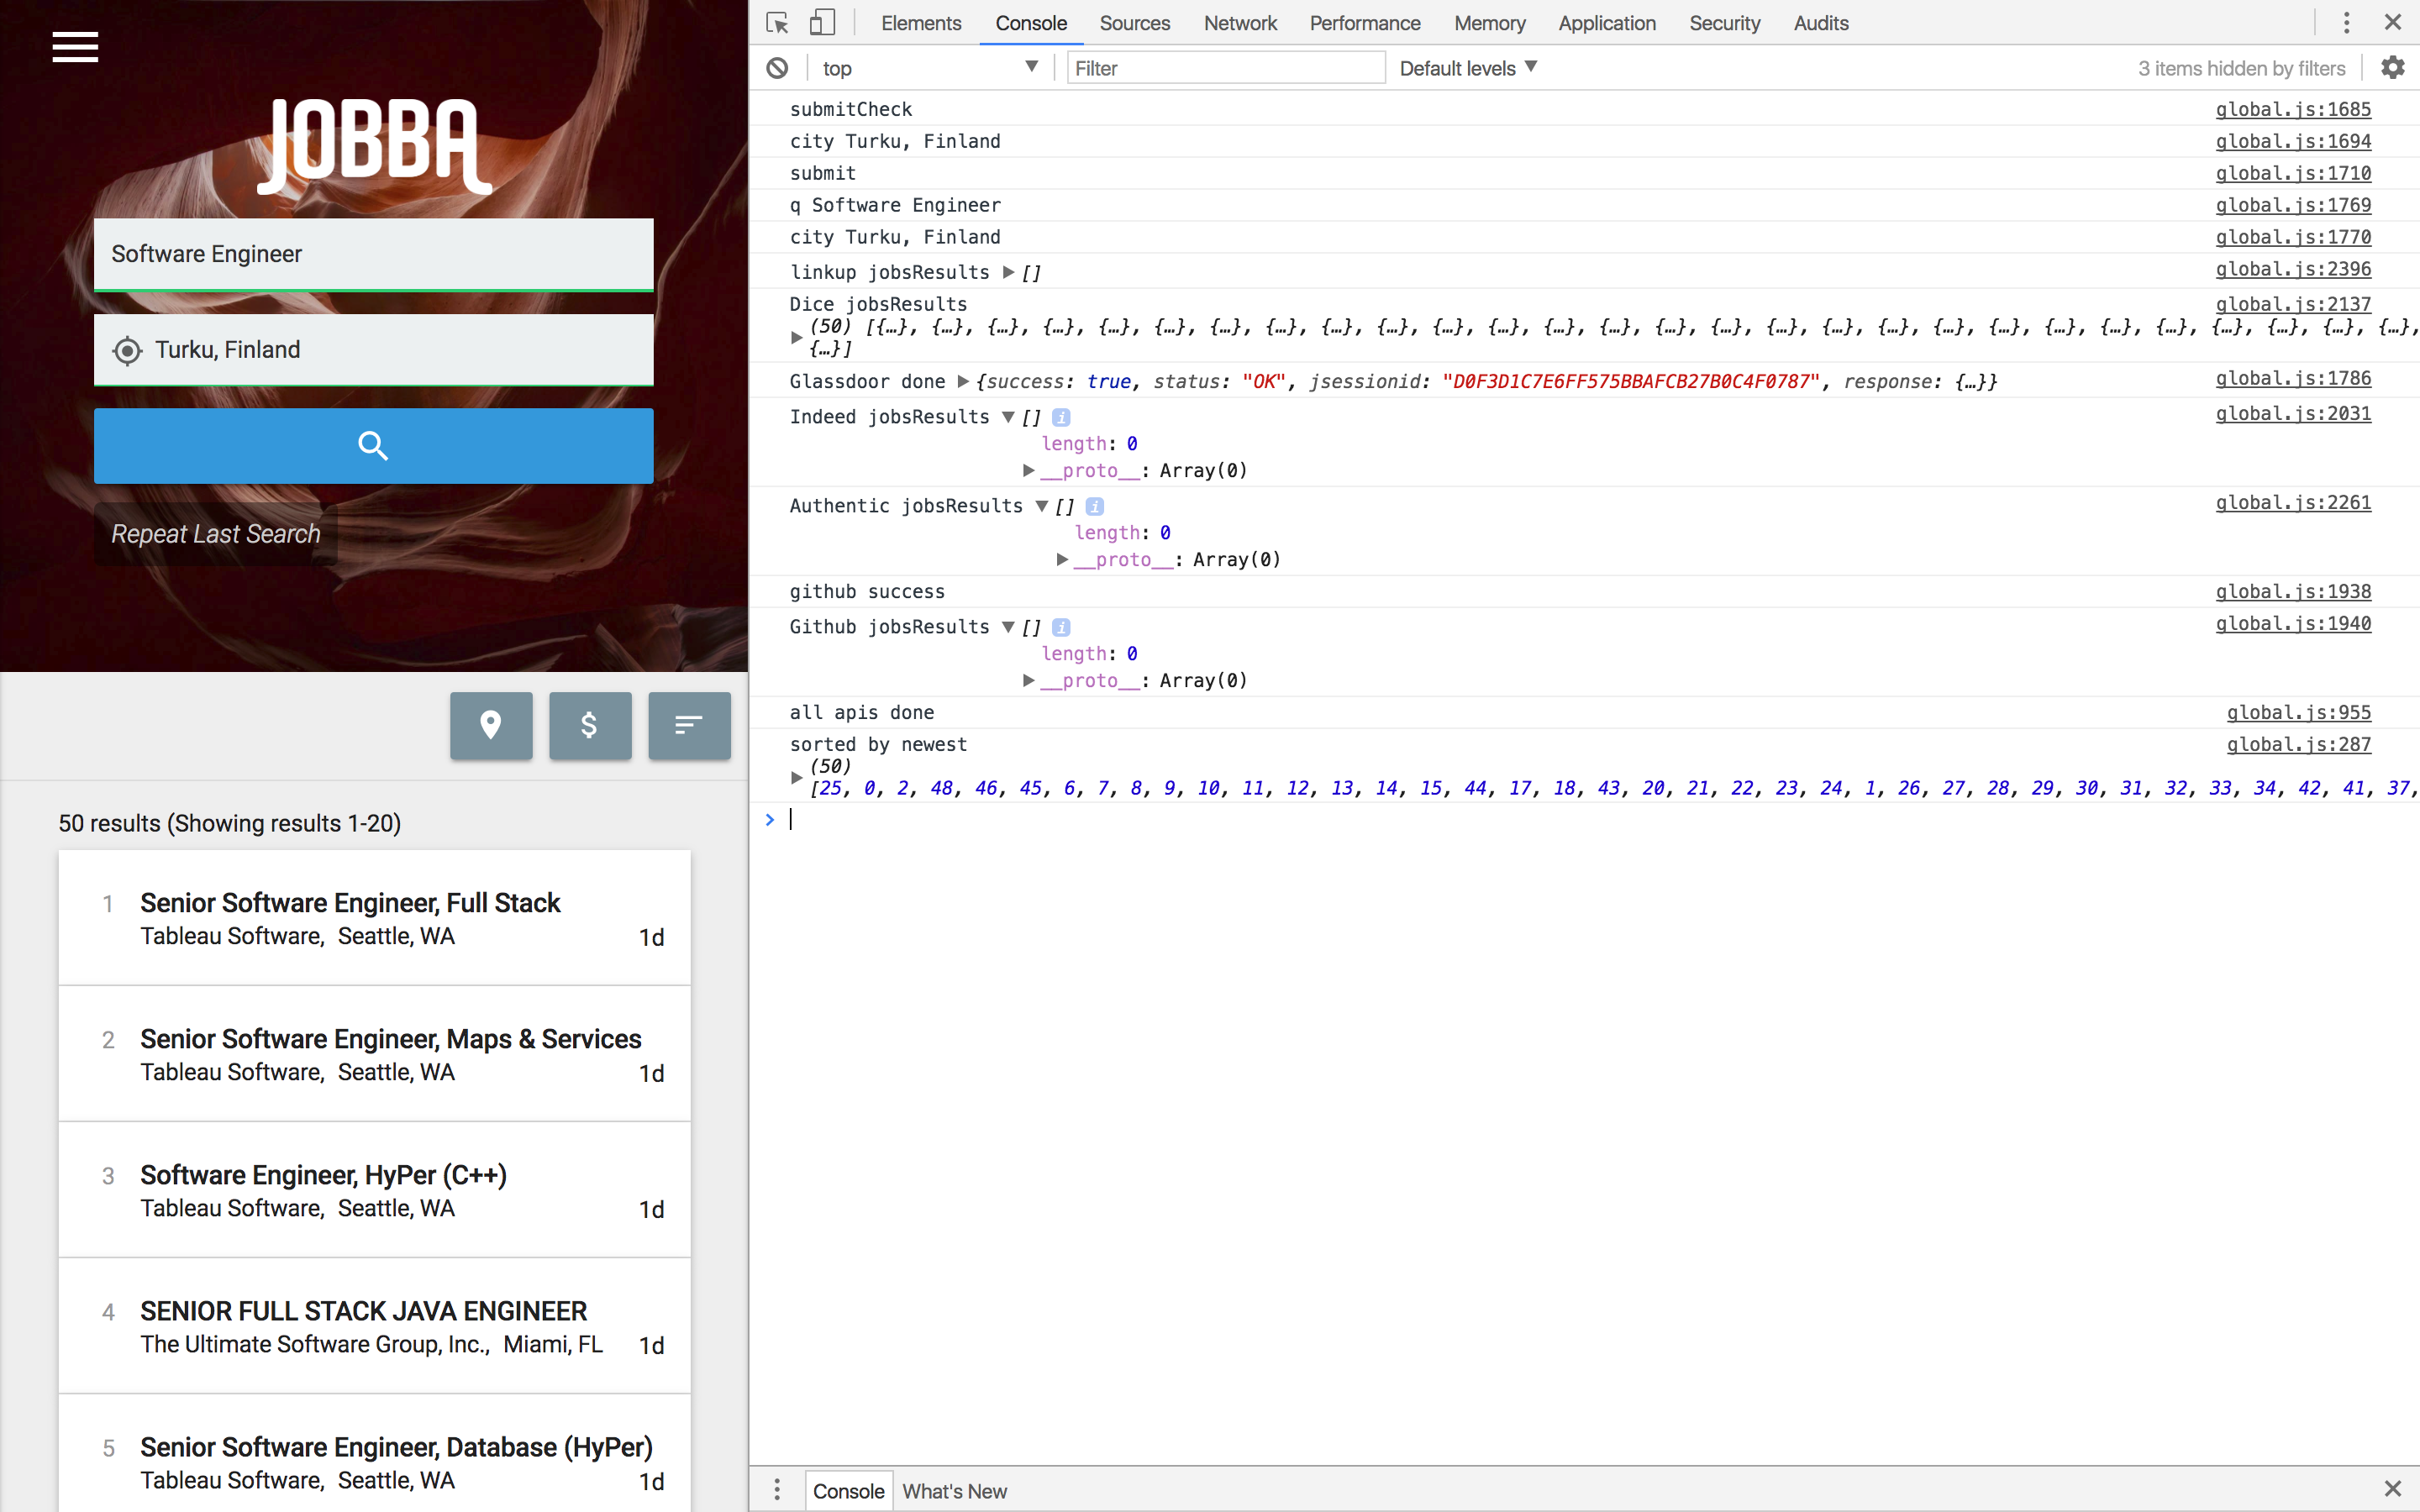 JOBBA
Software Engineer
Turku, Finland
Repeat Last Search
$
50 results (Showing results 1-20)
1 Senior Software Engineer, Full Stack
Tableau Software, Seattle, WA 1d
2 Senior Software Engineer, Maps & Services
Tableau Software, Seattle, WA 1d
3 Software Engineer, HyPer (C++)
Tableau Software, Seattle, WA 1d
4 SENIOR FULL STACK JAVA ENGINEER
The Ultimate Software Group, Inc., Miami, FL 1d
5 Senior Software Engineer, Database (HyPer)
Tableau Software, Seattle, WA 1d
Elements Console Sources Network Performance Memory Application Security Audits
top Filter Default levels 3 items hidden by filters
submitCheck global.js:1685
city Turku, Finland global.js:1694
submit global.js:1710
q Software Engineer global.js:1769
city Turku, Finland global.js:1770
linkup jobsResults [] global.js:2396
Dice jobsResults global.js:2137
(50) [{…}, {…}, {…}, {…}, {…}, {…}, {…}, {…}, {…}, {…}, {…}, {…}, {…}, {…}, {…}, {…}, {…}, {…}, {…}, {…}, {…}, {…}, {…}, {…}, {…}, {…}, {…}, {…},
{…}]
Glassdoor done {success: true, status: "OK", jsessionid: "D0F3D1C7E6FF575BBAFCB27B0C4F0787", response: {…}} global.js:1786
Indeed jobsResults [] i global.js:2031
length: 0
__proto__: Array(0)
Authentic jobsResults [] i global.js:2261
length: 0
__proto__: Array(0)
github success global.js:1938
Github jobsResults [] i global.js:1940
length: 0
__proto__: Array(0)
all apis done global.js:955
sorted by newest global.js:287
(50)
[25, 0, 2, 48, 46, 45, 6, 7, 8, 9, 10, 11, 12, 13, 14, 15, 44, 17, 18, 43, 20, 21, 22, 23, 24, 1, 26, 27, 28, 29, 30, 31, 32, 33, 34, 42, 41, 37,
>
Console What's New